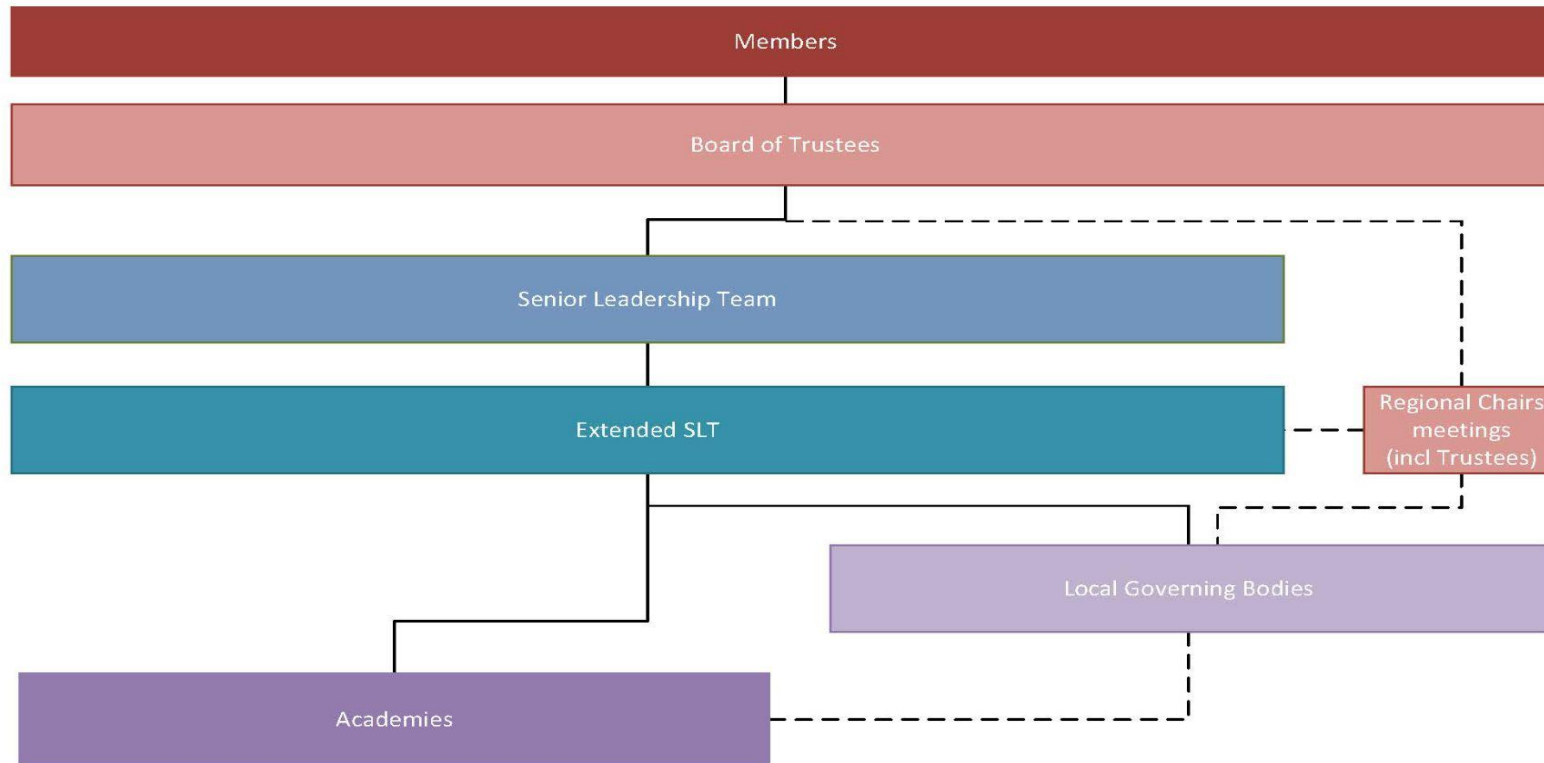 Members
Board of Trustees
Senior Leadership Team
Extended SLT
Regional Chairs
meetings
(incl Trustees)
Local Governing Bodies
Academies